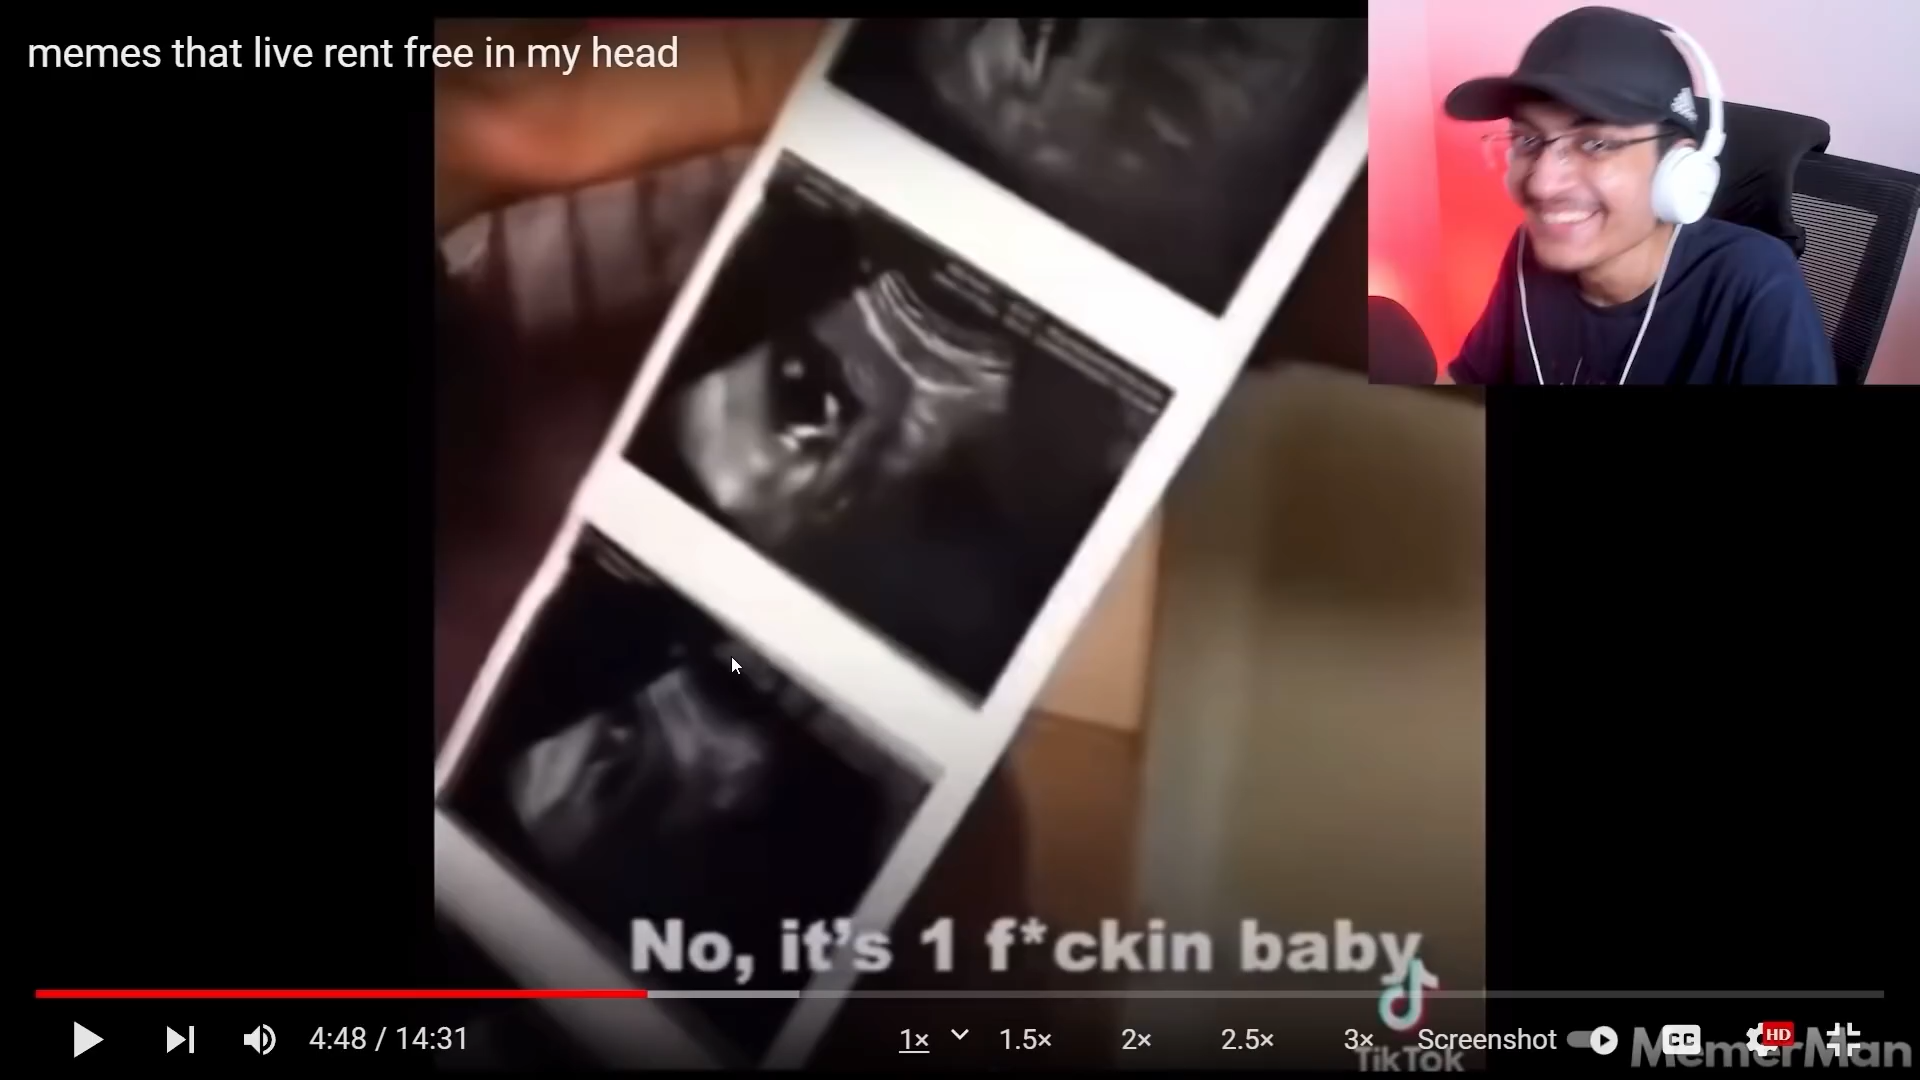 memes that live rent free in my head
No, it's 1 f*ckin baby
4:48 / 14:31
1×
1.5×
2×
2.5×
3×
Screenshot
CC
HD
TikTok
MemerMan